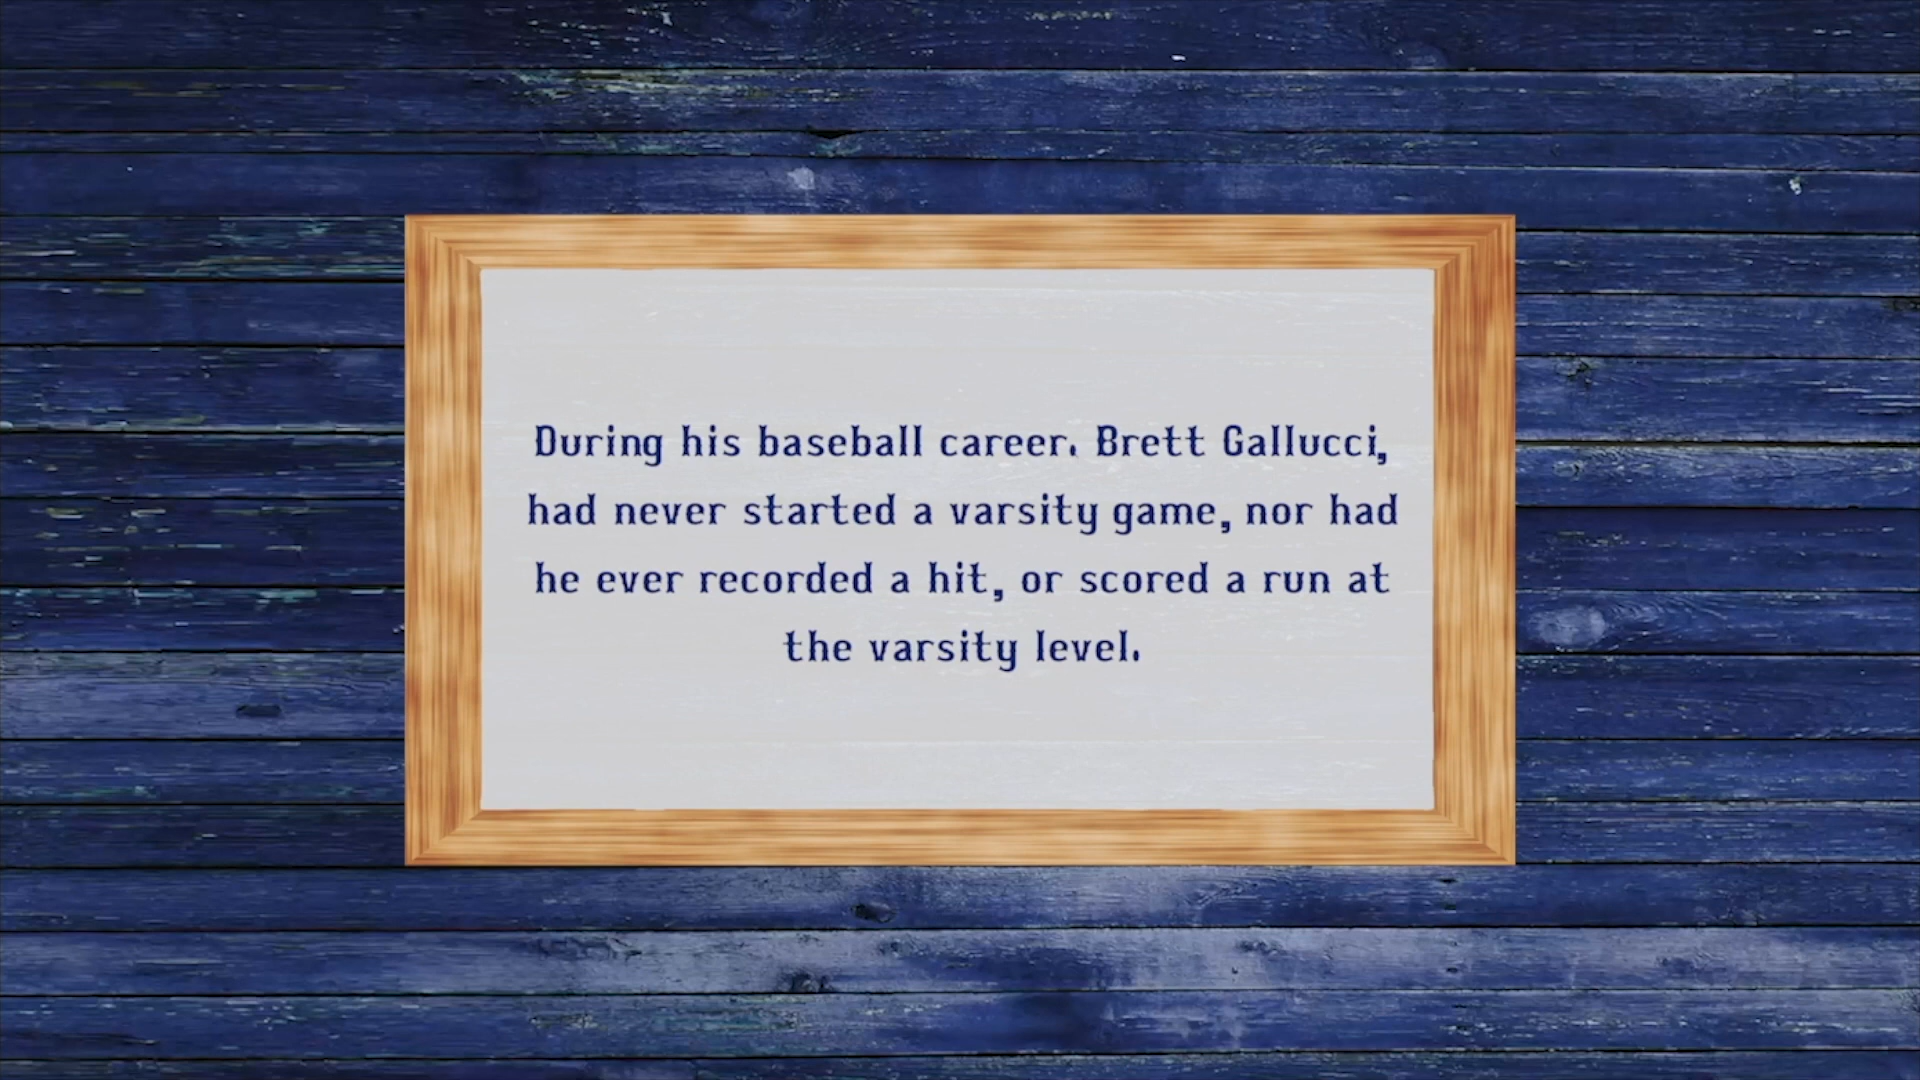 During his baseball career. Brett Gallucci,
had never started a varsity game, nor had
he ever recorded a hit, or scored a run at
the varsity level.